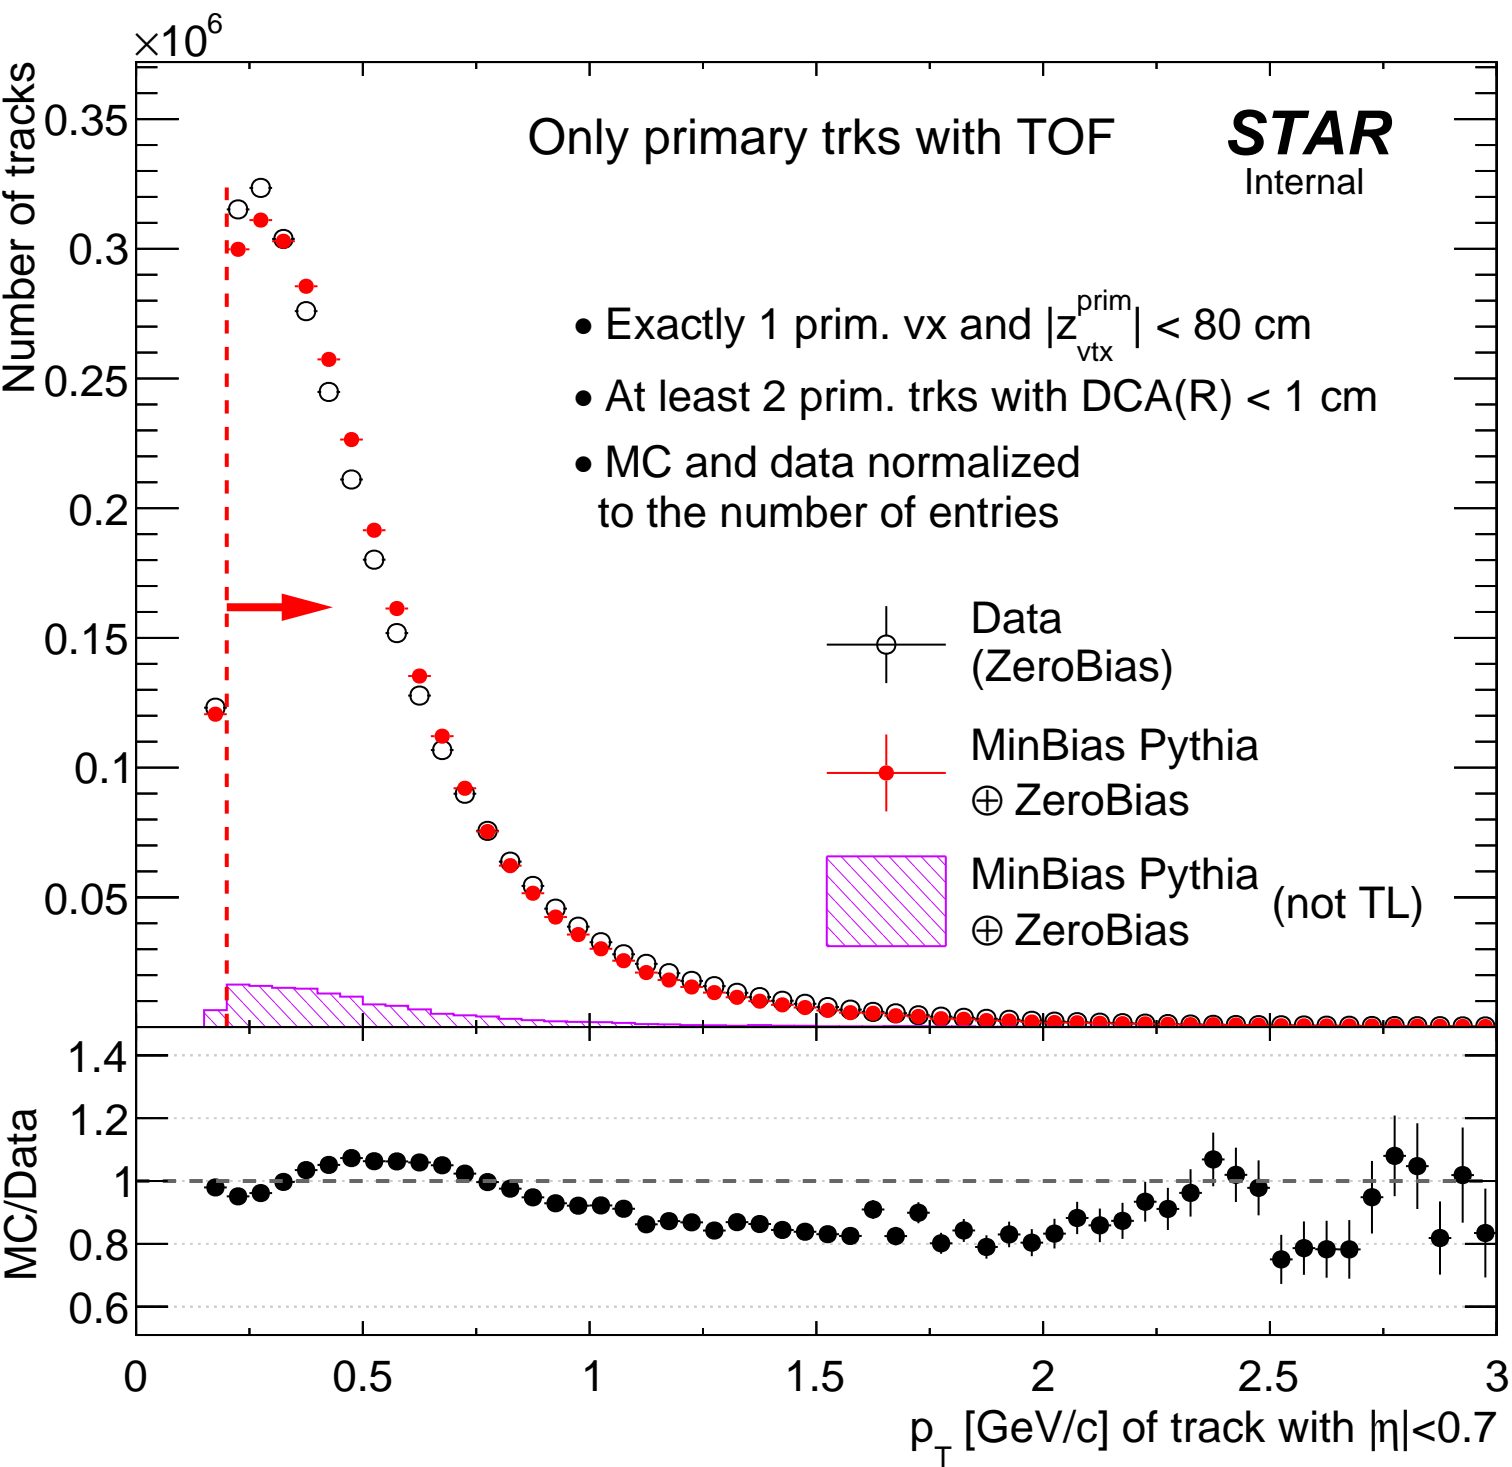 ×10⁶
Number of tracks
0.35
0.3
0.25
0.2
0.15
0.1
0.05
Only primary trks with TOF
STAR
Internal
● Exactly 1 prim. vx and |z_vtx^prim| < 80 cm
● At least 2 prim. trks with DCA(R) < 1 cm
● MC and data normalized
to the number of entries
Data
(ZeroBias)
MinBias Pythia
⊕ ZeroBias
MinBias Pythia
⊕ ZeroBias (not TL)
MC/Data
1.4
1.2
1
0.8
0.6
0 0.5 1 1.5 2 2.5 3
p_T [GeV/c] of track with |η|<0.7